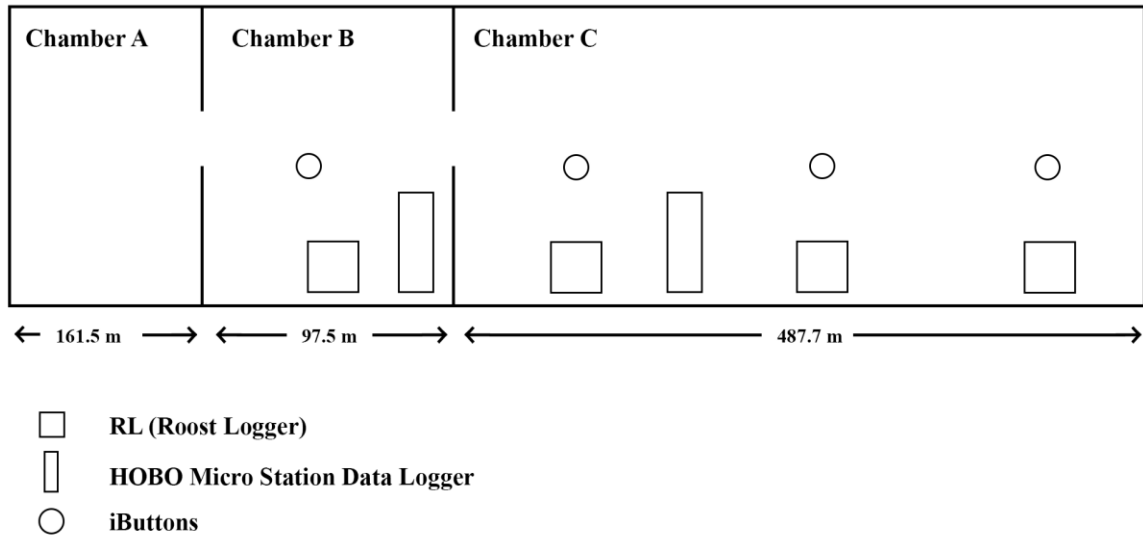 Chamber A
Chamber B
Chamber C
161.5 m
97.5 m
487.7 m
RL (Roost Logger)
HOBO Micro Station Data Logger
iButtons